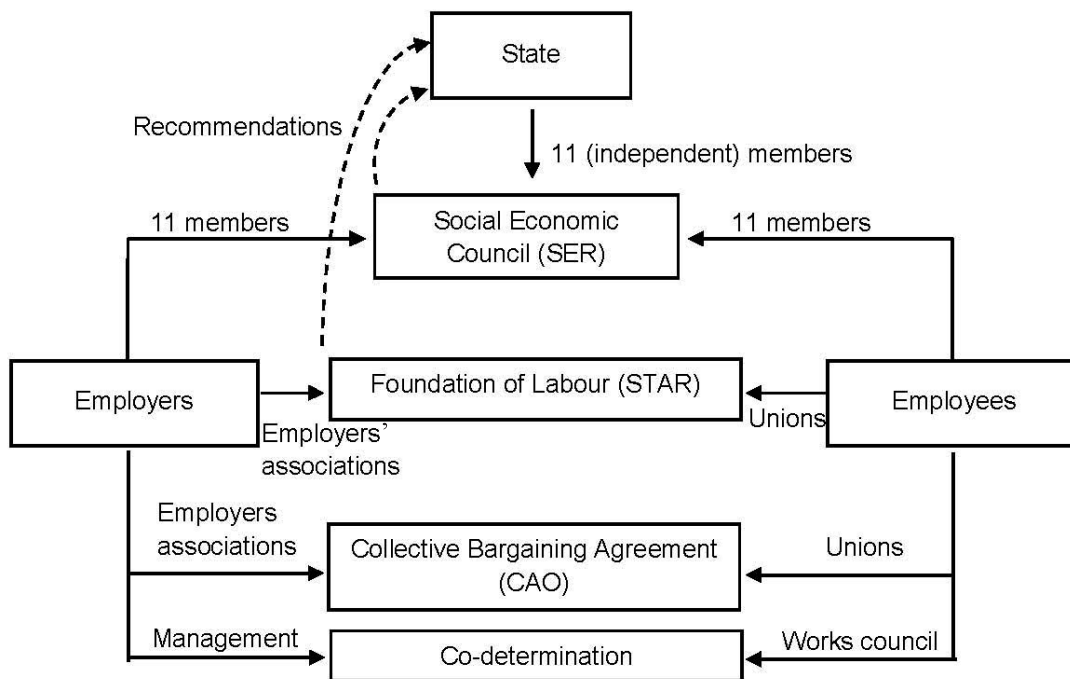 State
Recommendations
11 (independent) members
11 members
Social Economic
Council (SER)
11 members
Employers
Foundation of Labour (STAR)
Employees
Employers’
associations
Unions
Employers
associations
Collective Bargaining Agreement
(CAO)
Unions
Management
Co-determination
Works council